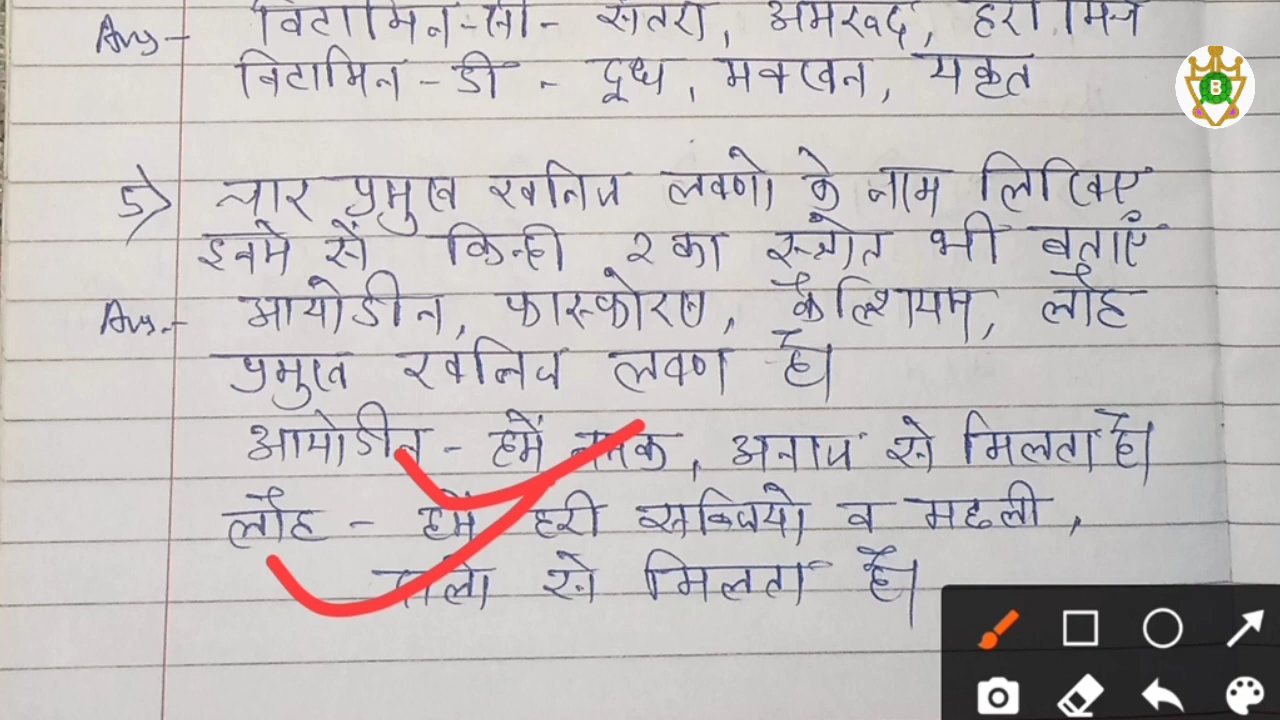 Ans- विटामिन-सी - संतरा, अमरूद, हरी मिर्च
विटामिन - डी - दूध, मक्खन, यकृत
5) चार प्रमुख खनिज लवणो के नाम लिखिए
इनमे से किन्ही २ का स्त्रोत भी बताएँ
Ans.- आयोडीन, फास्फोरस, कैल्शियम, लौह
प्रमुख खनिज लवण है।
आयोडीन - हमें नमक, अनाज से मिलता है।
लौह - हमें हरी सब्जियो व मछली,
से मिलता है।
B